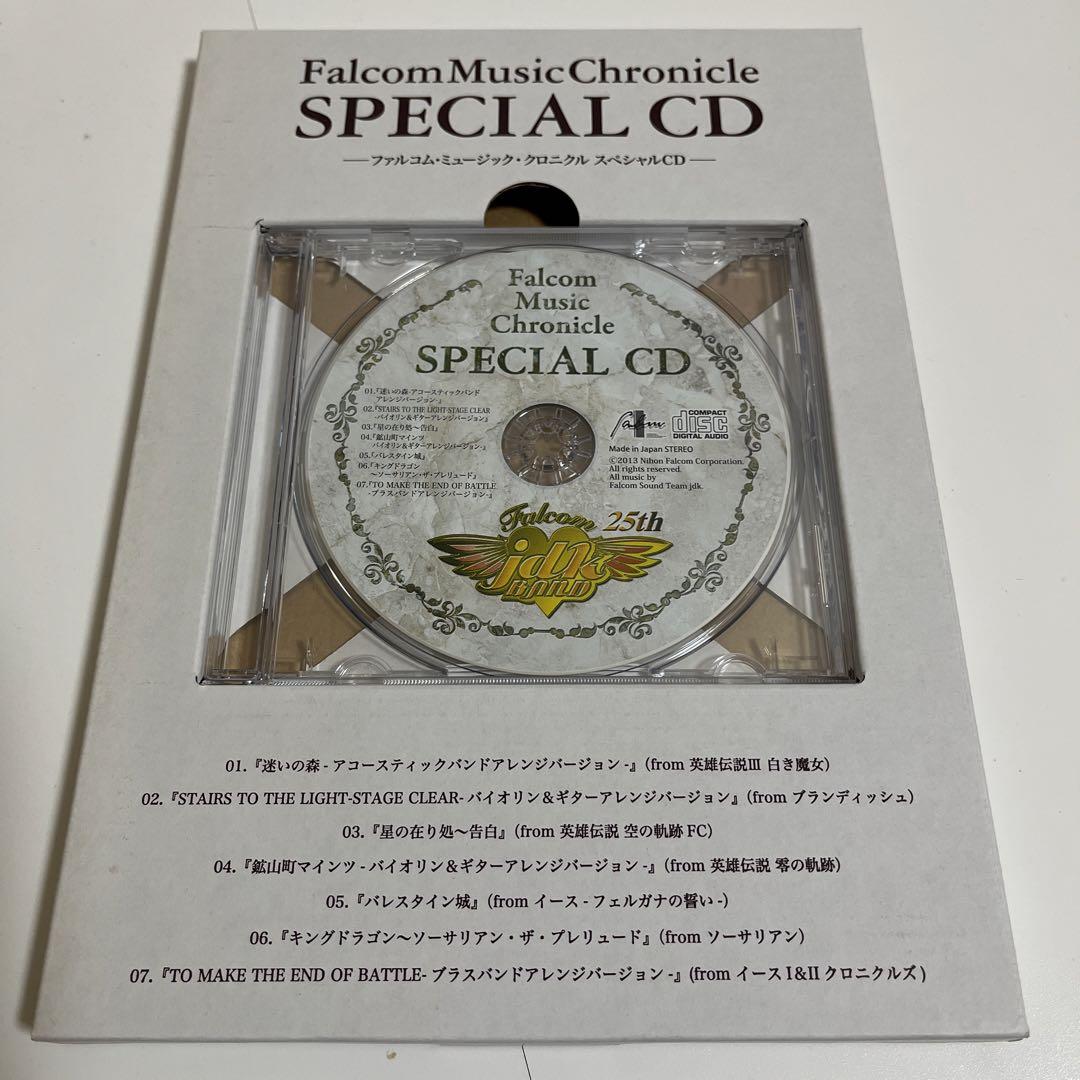 Falcom Music Chronicle
SPECIAL CD
ファルコム・ミュージック・クロニクル スペシャルCD
Falcom
Music
Chronicle
SPECIAL CD
01.『迷いの森-アコースティックバンド
アレンジバージョン-』
02.『STAIRS TO THE LIGHT-STAGE CLEAR
-バイオリン&ギターアレンジバージョン』
03.『星の在り処〜告白』
04.『鉱山町マインツ
バイオリン&ギターアレンジバージョン-』
05.『バレスタイン城』
06.『キングドラゴン
〜ソーサリアン・ザ・プレリュード』
07.『TO MAKE THE END OF BATTLE
-ブラスバンドアレンジバージョン-』
falcom
COMPACT
disc
DIGITAL AUDIO
Made in Japan STEREO
©2013 Nihon Falcom Corporation.
All rights reserved.
All music by
Falcom Sound Team jdk.
Falcom 25th
jdk
BAND
01.『迷いの森 - アコースティックバンドアレンジバージョン -』(from 英雄伝説Ⅲ 白き魔女)
02.『STAIRS TO THE LIGHT-STAGE CLEAR- バイオリン&ギターアレンジバージョン』(from ブランディッシュ)
03.『星の在り処〜告白』(from 英雄伝説 空の軌跡 FC)
04.『鉱山町マインツ - バイオリン&ギターアレンジバージョン -』(from 英雄伝説 零の軌跡)
05.『バレスタイン城』(from イース - フェルガナの誓い -)
06.『キングドラゴン〜ソーサリアン・ザ・プレリュード』(from ソーサリアン)
07.『TO MAKE THE END OF BATTLE- ブラスバンドアレンジバージョン -』(from イースⅠ&Ⅱ クロニクルズ)